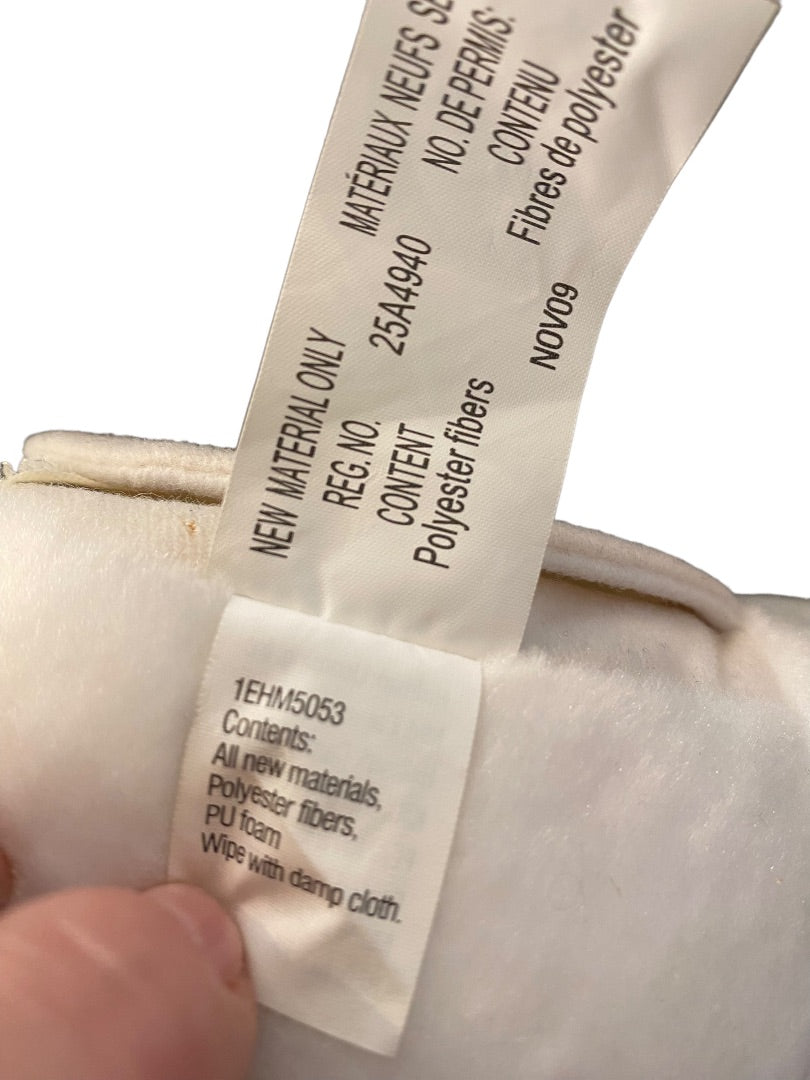 MATÉRIAUX NEUFS
NO. DE PERMIS:
CONTENU
Fibres de polyester
NEW MATERIAL ONLY
REG.NO. 25A4940
CONTENT
Polyester fibers
NOV09
1EHM5053
Contents:
All new materials,
Polyester fibers,
PU foam
Wipe with damp cloth.